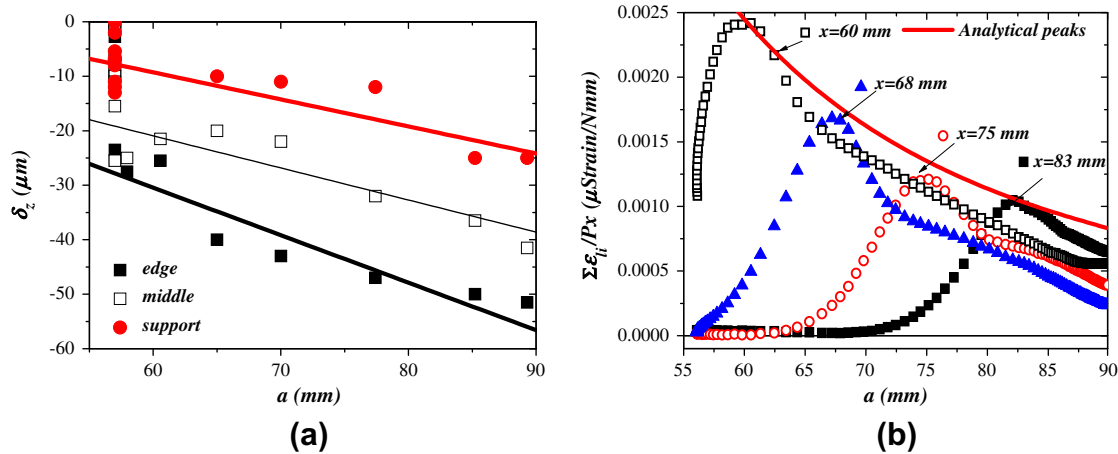 0
-10
-20
-30
-40
-50
-60
δz (μm)
60
70
80
90
a (mm)
edge
middle
support
(a)
0.0025
0.0020
0.0015
0.0010
0.0005
0.0000
Σεli/Px (μStrain/Nmm)
x=60 mm
Analytical peaks
x=68 mm
x=75 mm
x=83 mm
55
60
65
70
75
80
85
90
a (mm)
(b)